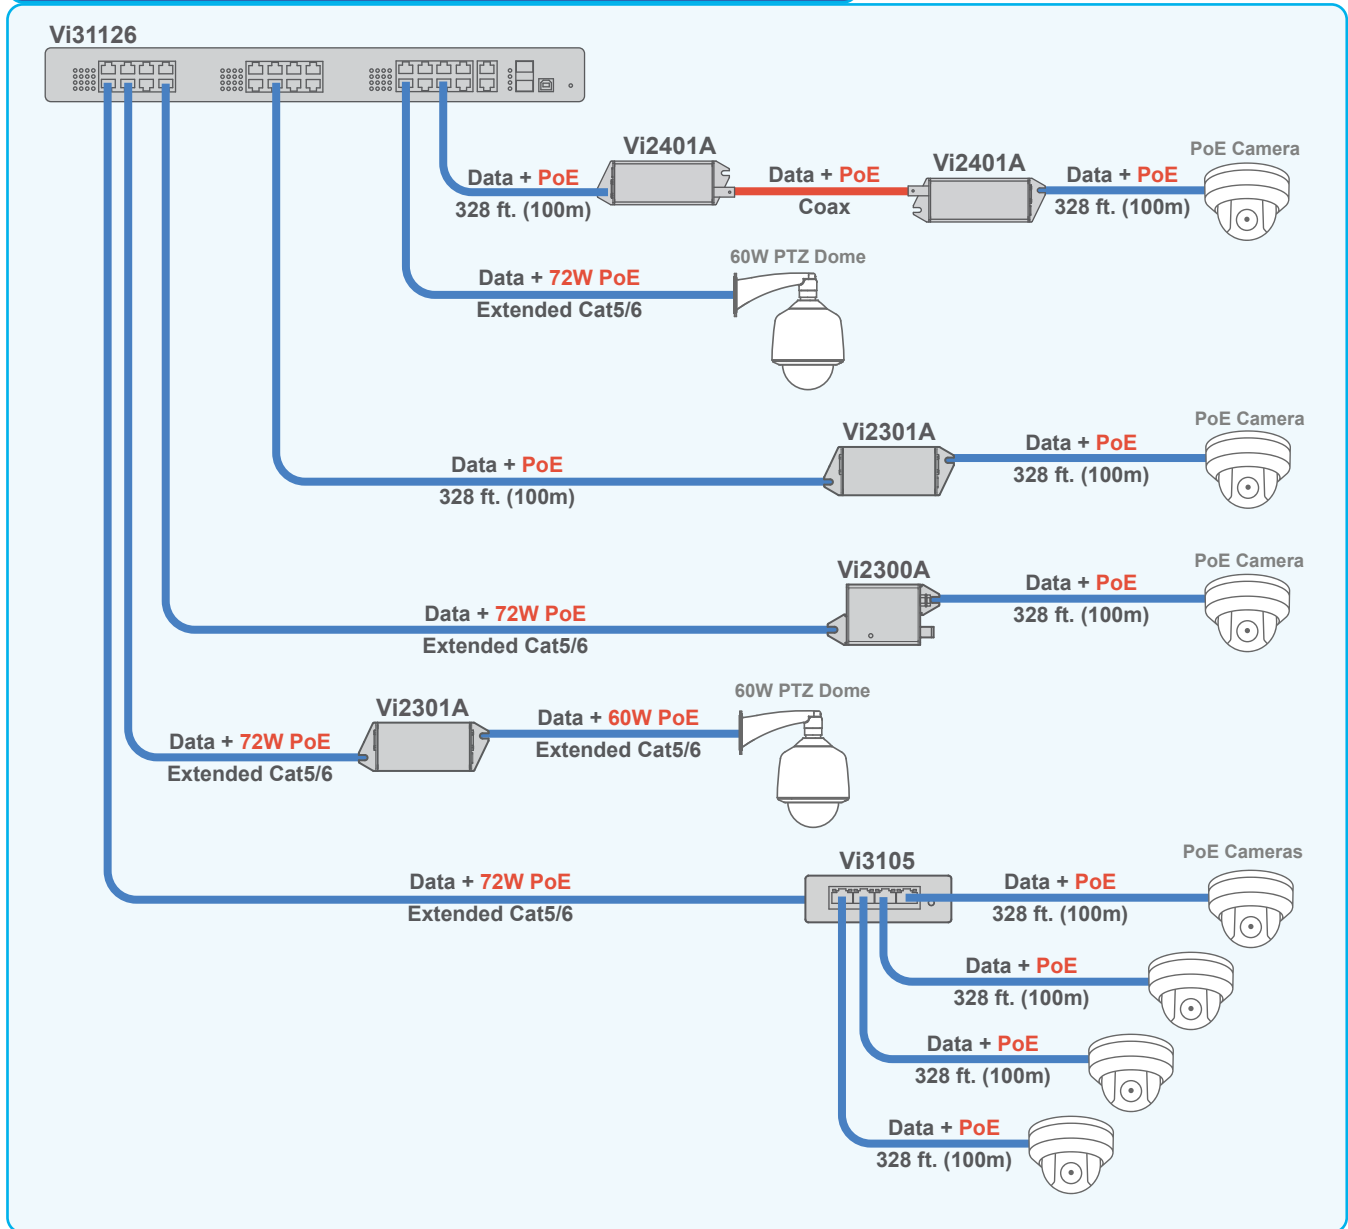 Vi31126
Vi2401A
Data + PoE
328 ft. (100m)
Data + PoE
Coax
Vi2401A
Data + PoE
328 ft. (100m)
PoE Camera
60W PTZ Dome
Data + 72W PoE
Extended Cat5/6
Vi2301A
PoE Camera
Data + PoE
328 ft. (100m)
Data + PoE
328 ft. (100m)
Vi2300A
PoE Camera
Data + PoE
328 ft. (100m)
Data + 72W PoE
Extended Cat5/6
Vi2301A
60W PTZ Dome
Data + 60W PoE
Extended Cat5/6
Data + 72W PoE
Extended Cat5/6
Vi3105
PoE Cameras
Data + 72W PoE
Extended Cat5/6
Data + PoE
328 ft. (100m)
Data + PoE
328 ft. (100m)
Data + PoE
328 ft. (100m)
Data + PoE
328 ft. (100m)